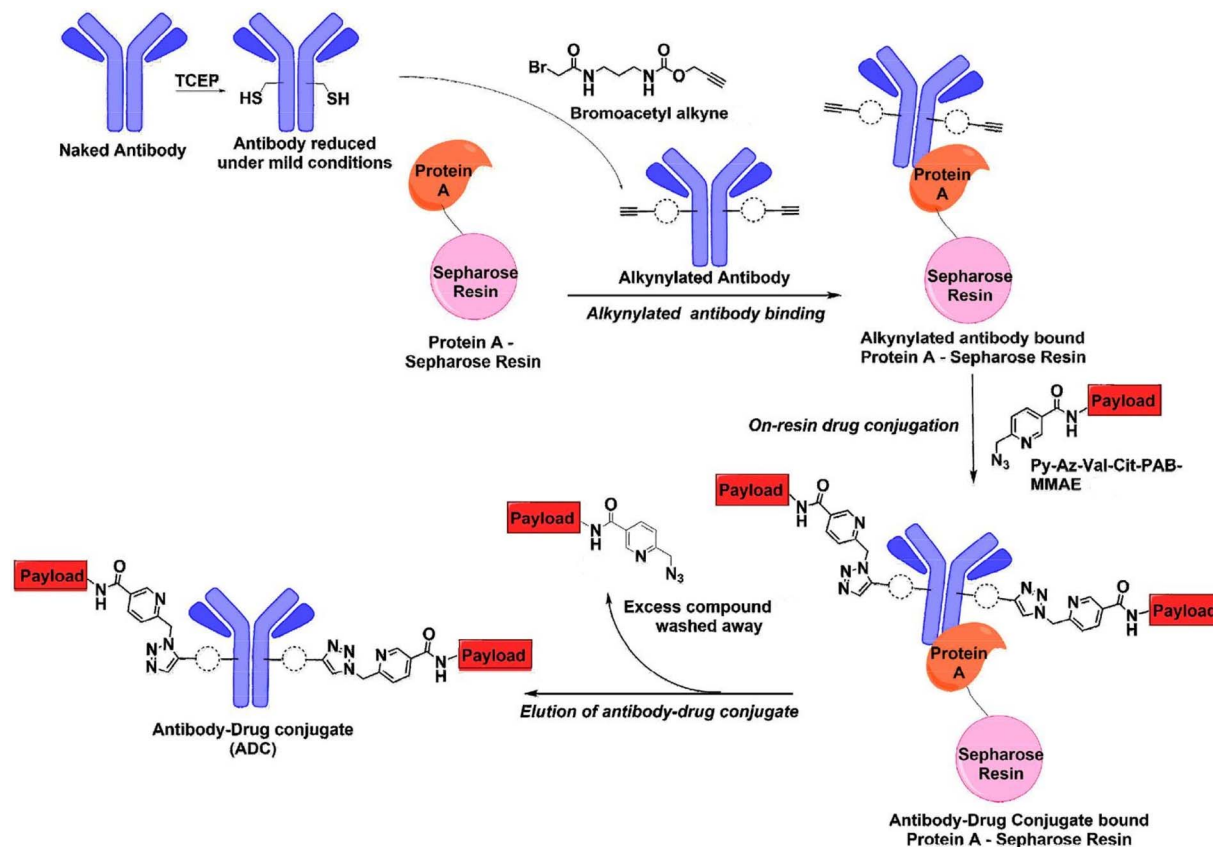 TCEP
HS
SH
Naked Antibody
Antibody reduced
under mild conditions
Br
O
N
H
N
H
O
O
Bromoacetyl alkyne
Protein
A
Sepharose
Resin
Protein A -
Sepharose Resin
Alkynylated Antibody
Alkynylated antibody binding
Protein
A
Sepharose
Resin
Alkynylated antibody bound
Protein A - Sepharose Resin
On-resin drug conjugation
O
N
H
Payload
N
N3
Py-Az-Val-Cit-PAB-
MMAE
Payload
O
NH
N
N
N
N
Protein
A
N
N
N
N
O
N
H
Payload
Sepharose
Resin
Antibody-Drug Conjugate bound
Protein A - Sepharose Resin
Payload
NH
O
N
N3
Excess compound
washed away
Elution of antibody-drug conjugate
Payload
NH
O
N
N
N
N
N
N
N
N
O
N
H
Payload
Antibody-Drug conjugate
(ADC)